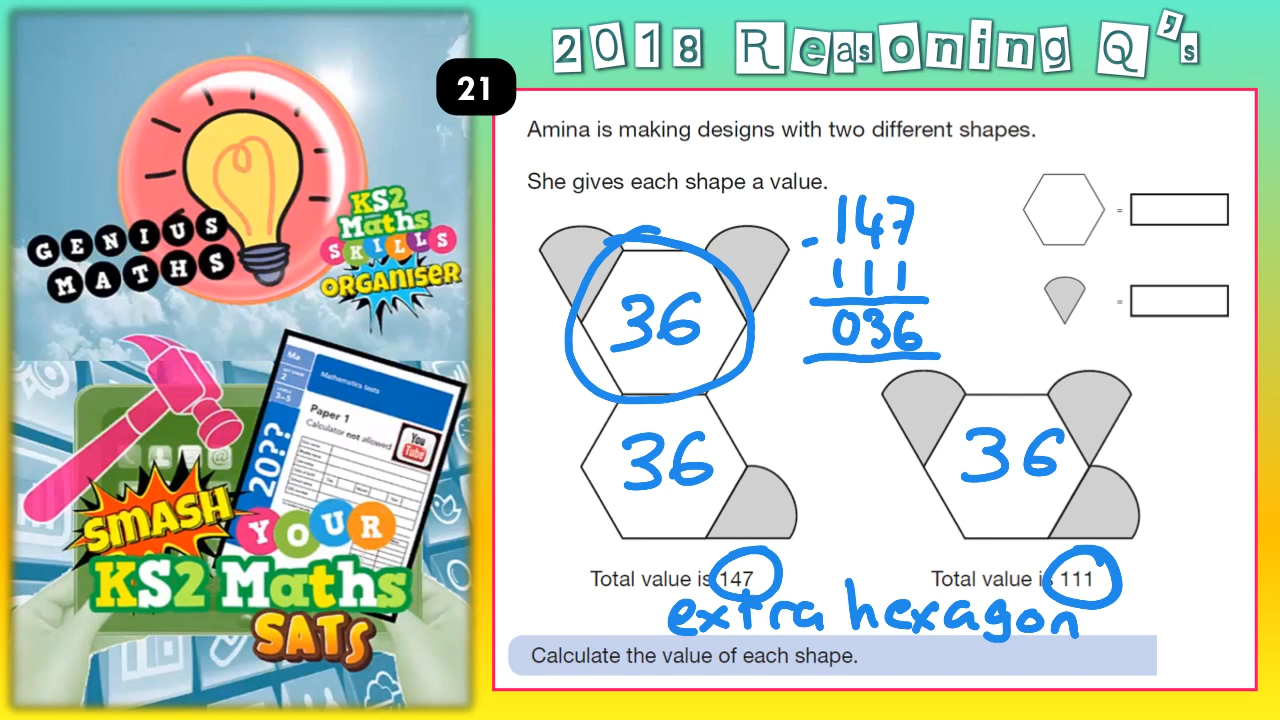 2018 Reasoning Q's
21
GENIUS
MATHS
KS2
Maths
SKILLS
ORGANISER
Ma
Mathematics tests
Paper 1
Calculator not allowed
You
Tube
20??
SMASH
YOUR
KS2 Maths
SATS
Amina is making designs with two different shapes.
She gives each shape a value.
=
=
- 147
111
036
36
36
36
Total value is 147
Total value is 111
extra hexagon
Calculate the value of each shape.